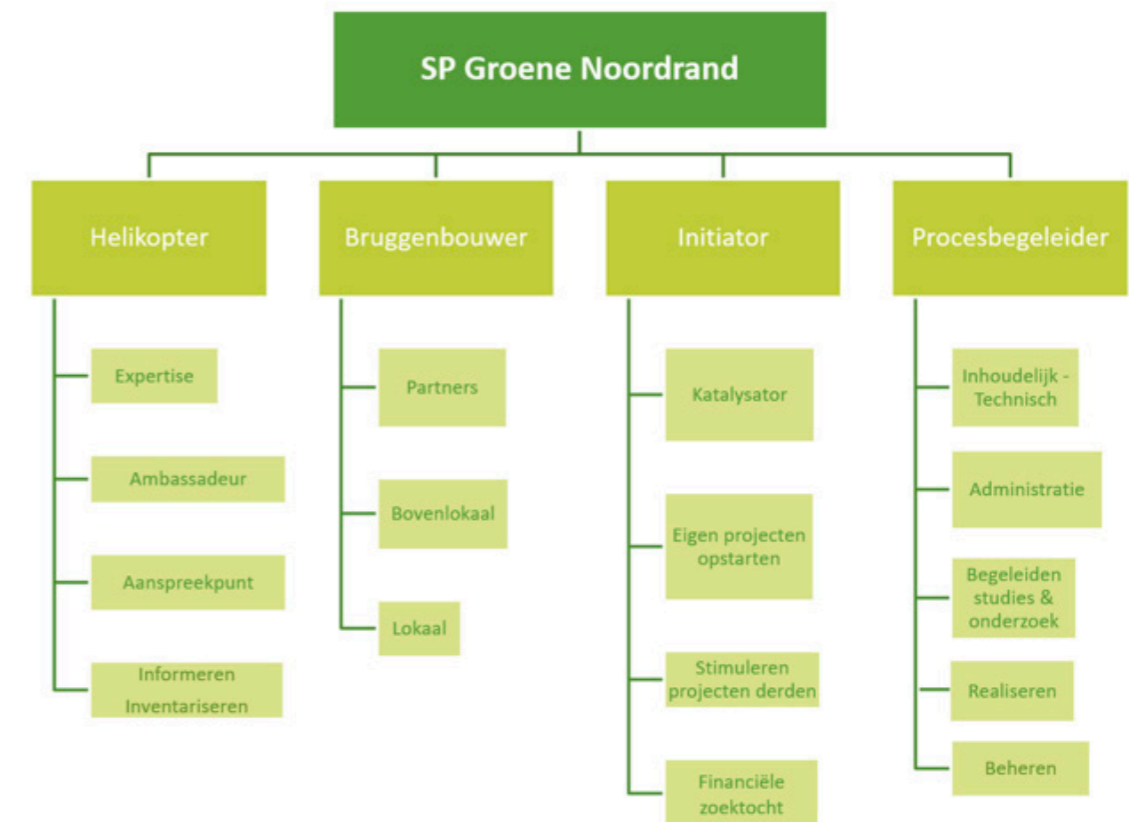 SP Groene Noordrand
Helikopter
Expertise
Ambassadeur
Aanspreekpunt
Informeren
Inventariseren
Bruggenbouwer
Partners
Bovenlokaal
Lokaal
Initiator
Katalysator
Eigen projecten
opstarten
Stimuleren
projecten derden
Financiële
zoektocht
Procesbegeleider
Inhoudelijk -
Technisch
Administratie
Begeleiden
studies &
onderzoek
Realiseren
Beheren